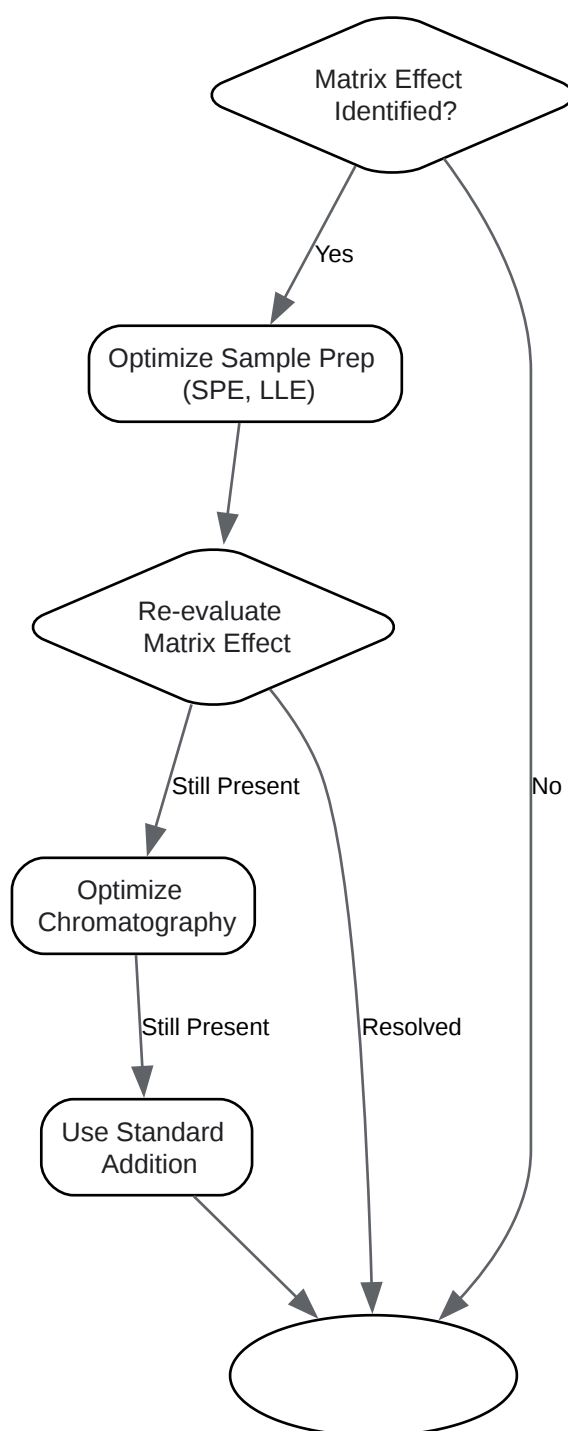 Matrix Effect
Identified?
Yes
Optimize Sample Prep
(SPE, LLE)
Re-evaluate
Matrix Effect
Still Present
No
Optimize
Chromatography
Still Present
Resolved
Use Standard
Addition